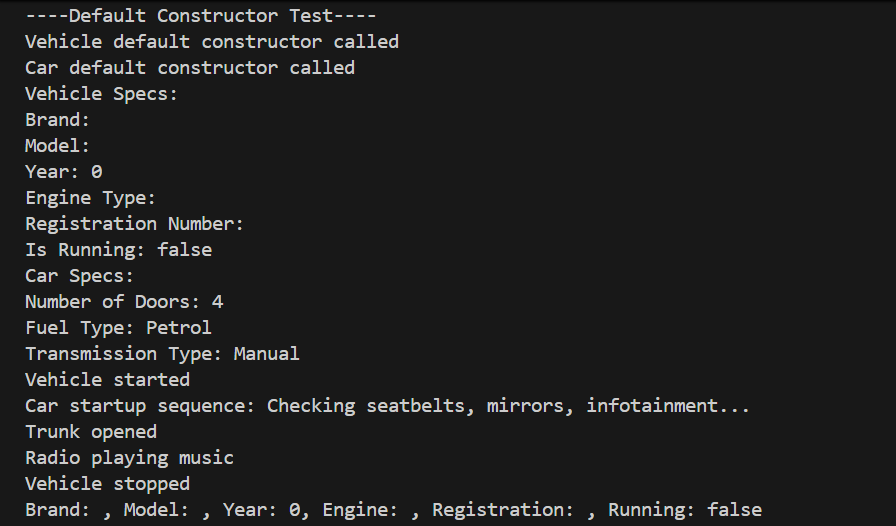 ----Default Constructor Test----
Vehicle default constructor called
Car default constructor called
Vehicle Specs:
Brand:
Model:
Year: 0
Engine Type:
Registration Number:
Is Running: false
Car Specs:
Number of Doors: 4
Fuel Type: Petrol
Transmission Type: Manual
Vehicle started
Car startup sequence: Checking seatbelts, mirrors, infotainment...
Trunk opened
Radio playing music
Vehicle stopped
Brand: , Model: , Year: 0, Engine: , Registration: , Running: false